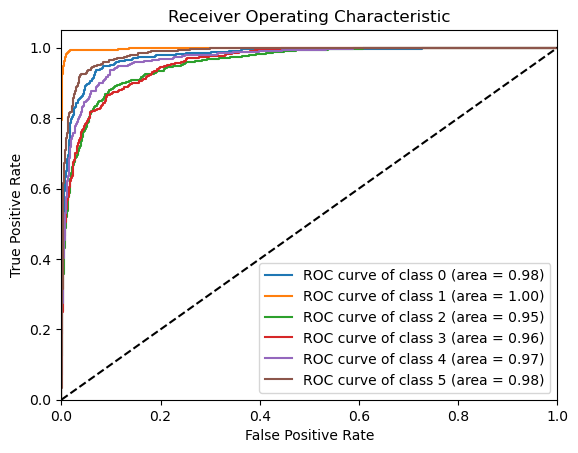 Receiver Operating Characteristic
True Positive Rate
1.0
0.8
0.6
0.4
0.2
0.0
ROC curve of class 0 (area = 0.98)
ROC curve of class 1 (area = 1.00)
ROC curve of class 2 (area = 0.95)
ROC curve of class 3 (area = 0.96)
ROC curve of class 4 (area = 0.97)
ROC curve of class 5 (area = 0.98)
0.0 0.2 0.4 0.6 0.8 1.0
False Positive Rate